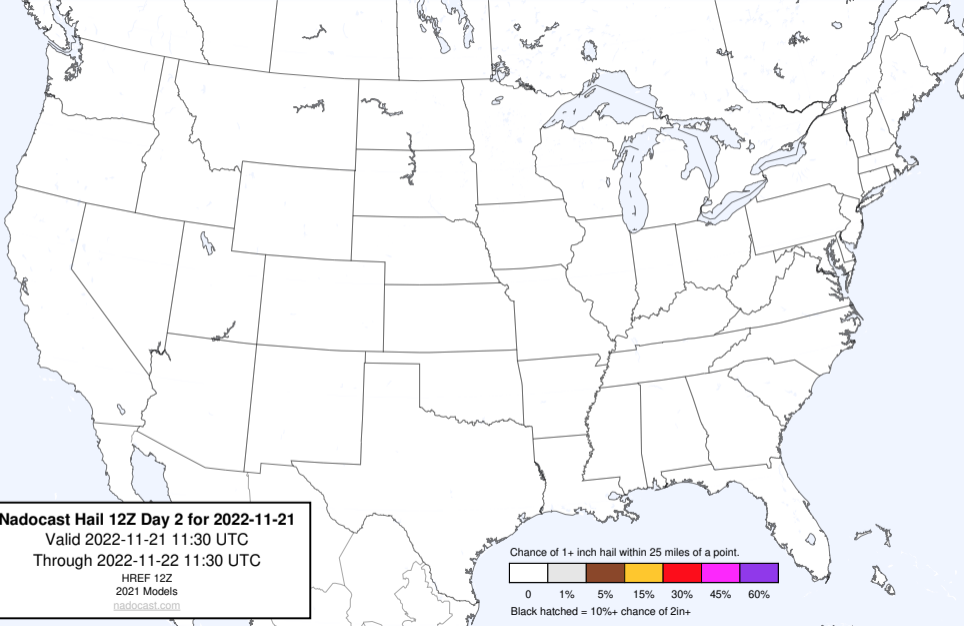 Nadocast Hail 12Z Day 2 for 2022-11-21
Valid 2022-11-21 11:30 UTC
Through 2022-11-22 11:30 UTC
HREF 12Z
2021 Models
nadocast.com
Chance of 1+ inch hail within 25 miles of a point.
0 1% 5% 15% 30% 45% 60%
Black hatched = 10%+ chance of 2in+